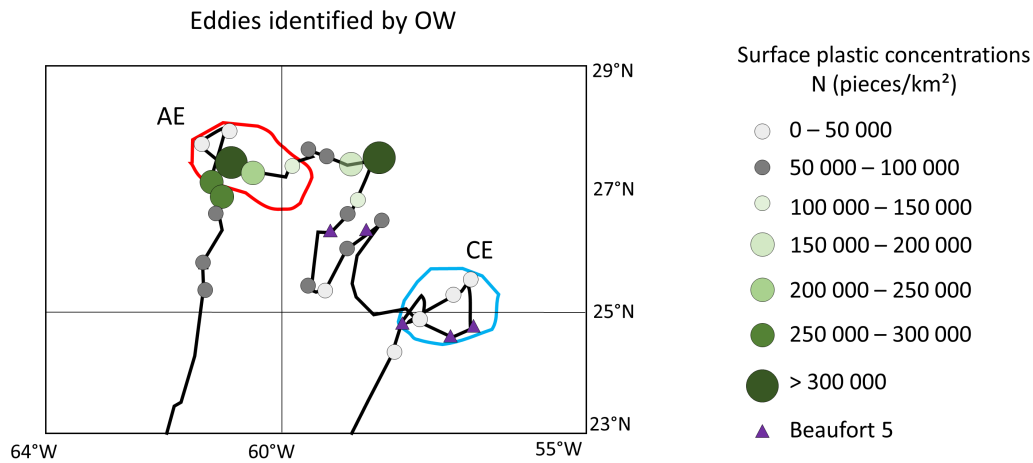 Eddies identified by OW
AE
CE
29°N
27°N
25°N
23°N
64°W
60°W
55°W
Surface plastic concentrations
N (pieces/km²)
0 – 50 000
50 000 – 100 000
100 000 – 150 000
150 000 – 200 000
200 000 – 250 000
250 000 – 300 000
> 300 000
Beaufort 5